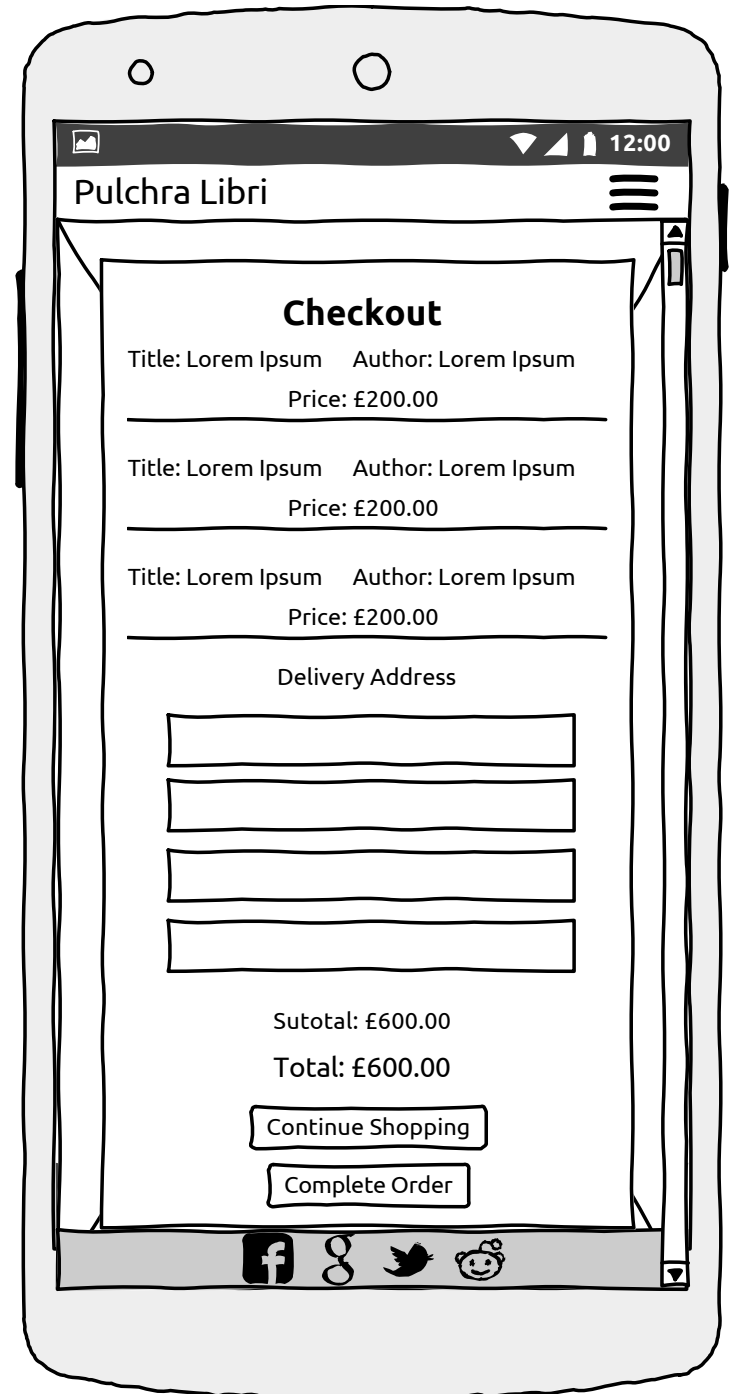 12:00
Pulchra Libri
Checkout
Title: Lorem Ipsum Author: Lorem Ipsum
Price: £200.00
Title: Lorem Ipsum Author: Lorem Ipsum
Price: £200.00
Title: Lorem Ipsum Author: Lorem Ipsum
Price: £200.00
Delivery Address
Sutotal: £600.00
Total: £600.00
Continue Shopping
Complete Order